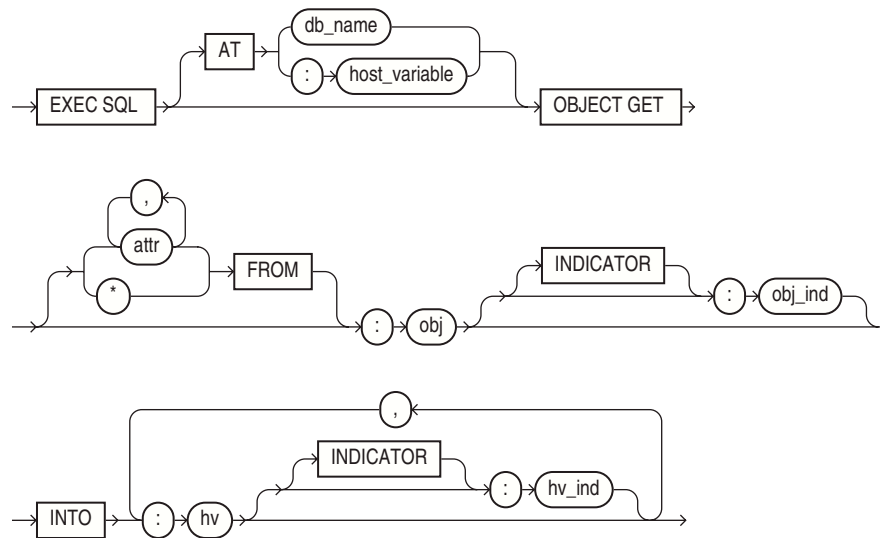 db_name
AT
: host_variable
EXEC SQL OBJECT GET
,
attr
* FROM INDICATOR
: obj : obj_ind
,
INDICATOR
INTO : hv : hv_ind